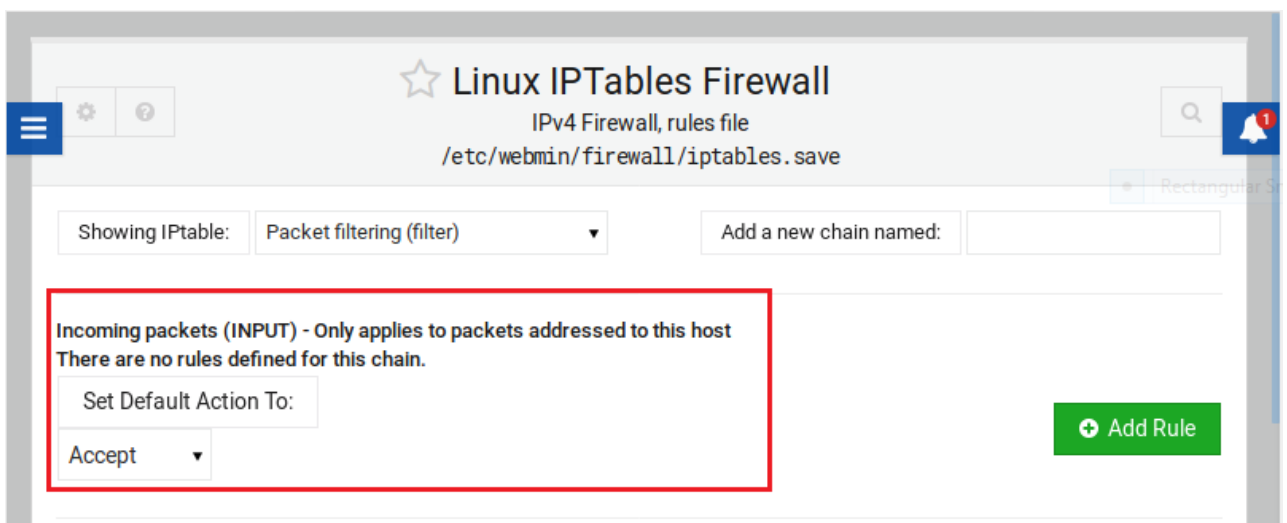 Linux IPTables Firewall
IPv4 Firewall, rules file
/etc/webmin/firewall/iptables.save
1
Rectangular Sn
Showing IPtable: Packet filtering (filter) Add a new chain named:
Incoming packets (INPUT) - Only applies to packets addressed to this host
There are no rules defined for this chain.
Set Default Action To:
Accept
Add Rule